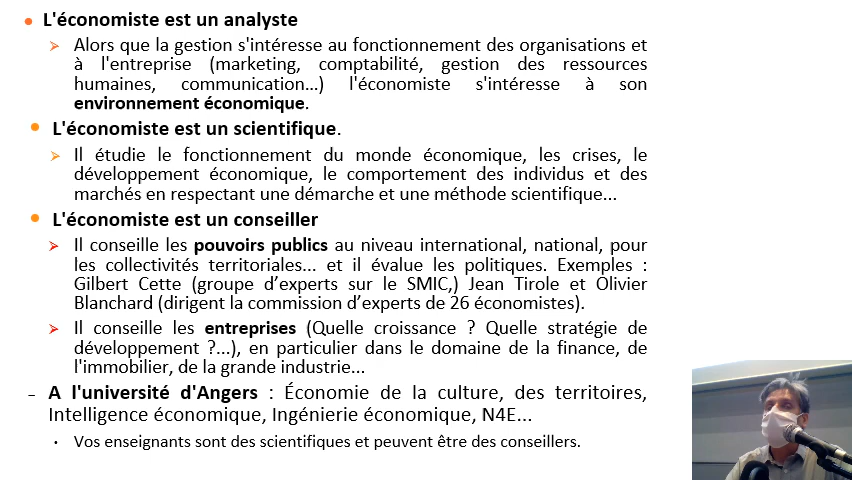 • L'économiste est un analyste
➢ Alors que la gestion s'intéresse au fonctionnement des organisations et
à l'entreprise (marketing, comptabilité, gestion des ressources
humaines, communication...) l'économiste s'intéresse à son
environnement économique.
• L'économiste est un scientifique.
➢ Il étudie le fonctionnement du monde économique, les crises, le
développement économique, le comportement des individus et des
marchés en respectant une démarche et une méthode scientifique...
• L'économiste est un conseiller
➢ Il conseille les pouvoirs publics au niveau international, national, pour
les collectivités territoriales... et il évalue les politiques. Exemples :
Gilbert Cette (groupe d’experts sur le SMIC,) Jean Tirole et Olivier
Blanchard (dirigent la commission d’experts de 26 économistes).
➢ Il conseille les entreprises (Quelle croissance ? Quelle stratégie de
développement ?...), en particulier dans le domaine de la finance, de
l'immobilier, de la grande industrie...
– A l'université d'Angers : Économie de la culture, des territoires,
Intelligence économique, Ingénierie économique, N4E...
• Vos enseignants sont des scientifiques et peuvent être des conseillers.